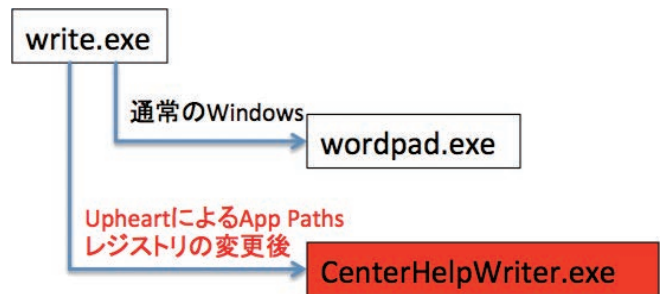 write.exe
通常のWindows
wordpad.exe
UpheartによるApp Paths
レジストリの変更後
CenterHelpWriter.exe